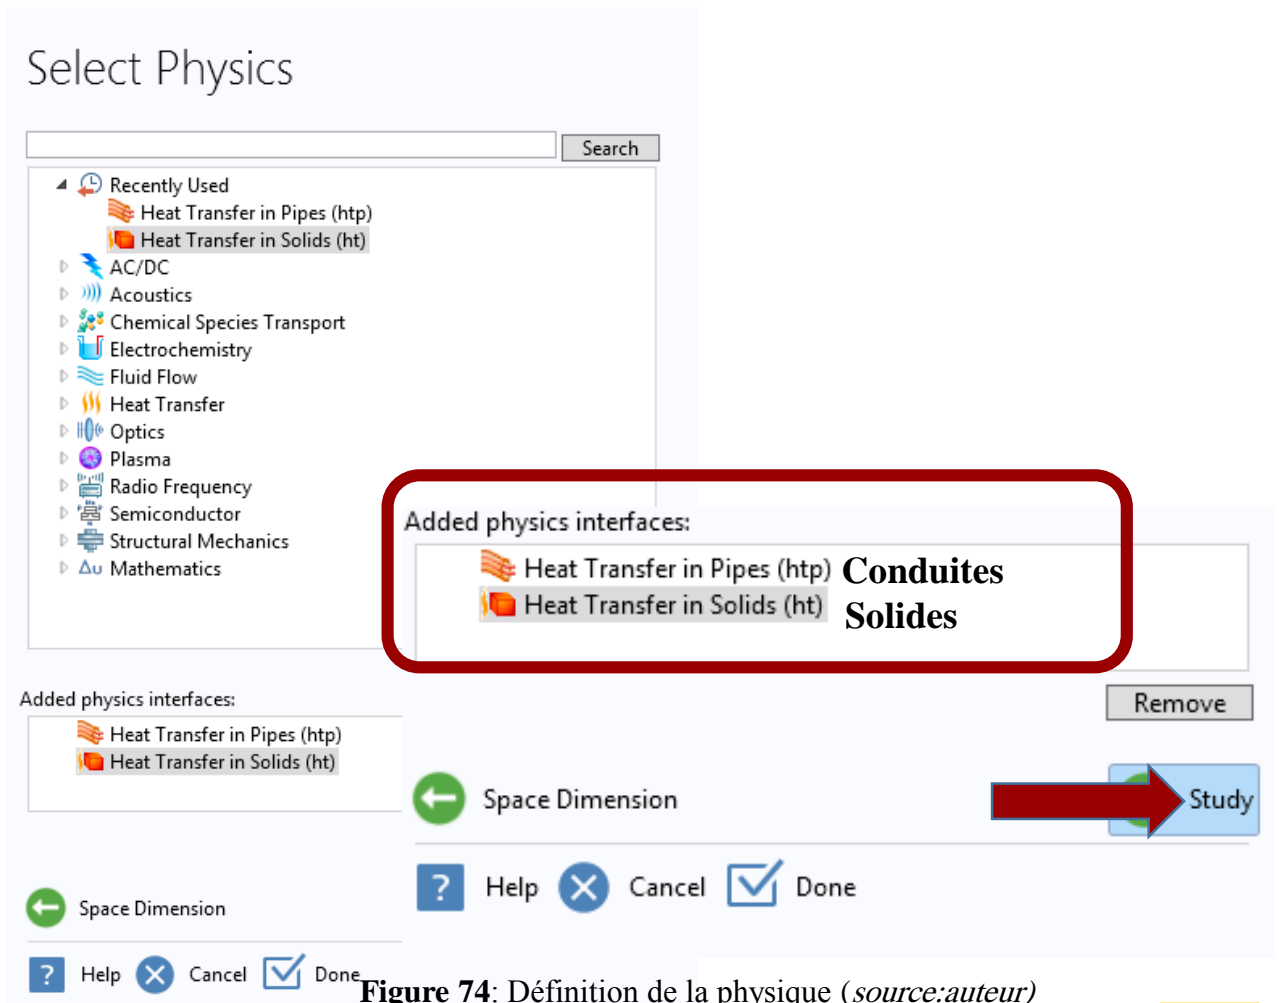 Select Physics
Search
Recently Used
Heat Transfer in Pipes (htp)
Heat Transfer in Solids (ht)
AC/DC
Acoustics
Chemical Species Transport
Electrochemistry
Fluid Flow
Heat Transfer
Optics
Plasma
Radio Frequency
Semiconductor
Structural Mechanics
Δu Mathematics
Added physics interfaces:
Heat Transfer in Pipes (htp) Conduites
Heat Transfer in Solids (ht) Solides
Remove
Space Dimension
Study
? Help Cancel Done
Added physics interfaces:
Heat Transfer in Pipes (htp)
Heat Transfer in Solids (ht)
Space Dimension
? Help Cancel Done
Figure 74: Définition de la physique (source:auteur)